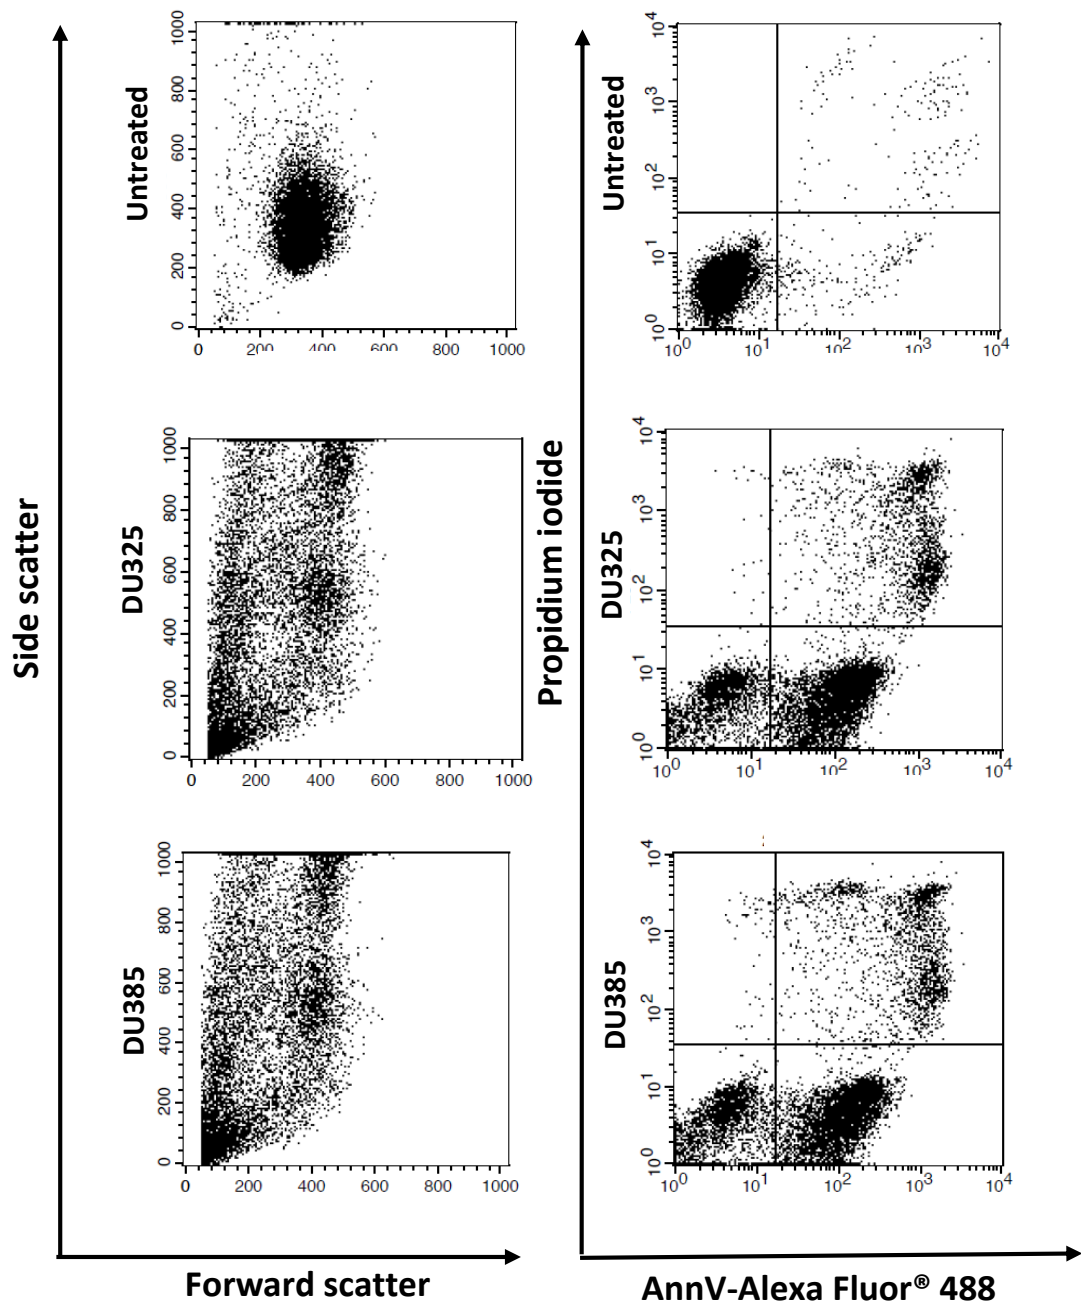 Untreated
1000
800
600
400
200
0
0 200 400 600 800 1000
Untreated
10^4
10^3
10^2
10^1
10^0
10^0 10^1 10^2 10^3 10^4
DU325
1000
800
600
400
200
0
0 200 400 600 800 1000
DU325
10^4
10^3
10^2
10^1
10^0
10^0 10^1 10^2 10^3 10^4
DU385
1000
800
600
400
200
0
0 200 400 600 800 1000
DU385
10^4
10^3
10^2
10^1
10^0
10^0 10^1 10^2 10^3 10^4
Side scatter
Propidium iodide
Forward scatter
AnnV-Alexa Fluor® 488